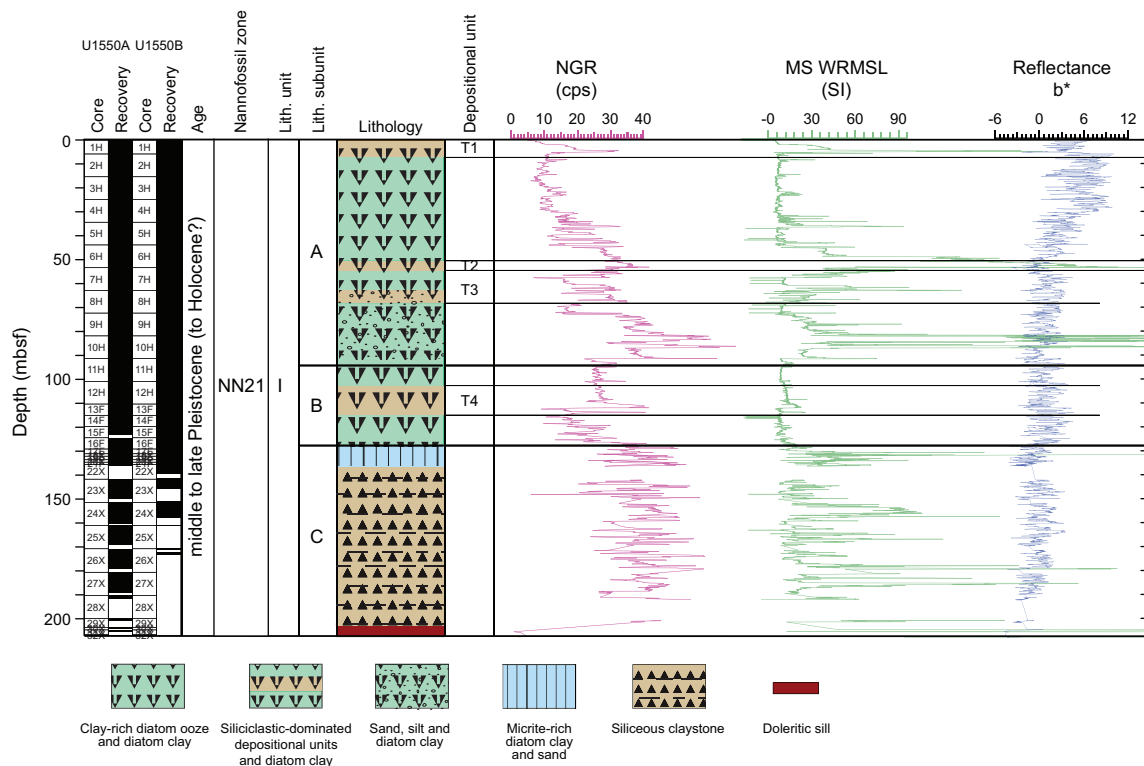 U1550A U1550B
Core
Recovery
Core
Recovery
Age
Nannofossil zone
Lith. unit
Lith. subunit
Lithology
Depositional unit
NGR
(cps)
MS WRMSL
(SI)
Reflectance
b*
0 10 20 30 40
-0 30 60 90
-6 0 6 12
Depth (mbsf)
0
50
100
150
200
1H 1H
2H 2H
3H 3H
4H 4H
5H 5H
6H 6H
7H 7H
8H 8H
9H 9H
10H 10H
11H 11H
12H 12H
13F 13F
14F 14F
15F 15F
16F 16F
22X 22X
23X 23X
24X 24X
25X 25X
26X 26X
27X 27X
28X 28X
29X 29X
32X 32X
middle to late Pleistocene (to Holocene?)
NN21
I
A
B
C
T1
T2
T3
T4
Clay-rich diatom ooze
and diatom clay
Siliciclastic-dominated
depositional units
and diatom clay
Sand, silt and
diatom clay
Micrite-rich
diatom clay
and sand
Siliceous claystone
Doleritic sill